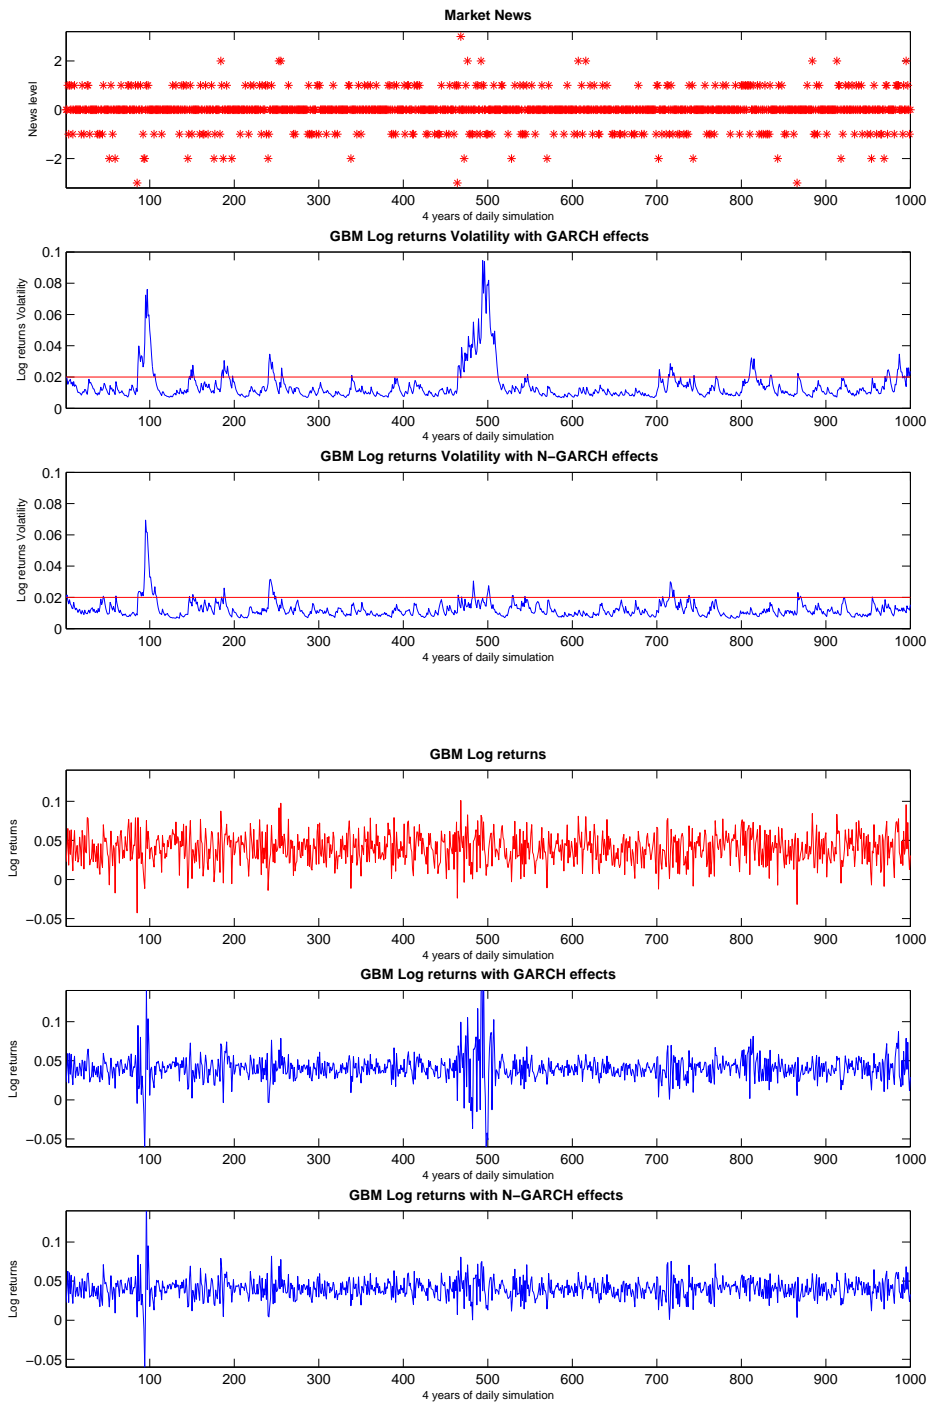 Market News
News level
2
0
−2
100 200 300 400 500 600 700 800 900 1000
4 years of daily simulation
GBM Log returns Volatility with GARCH effects
Log returns Volatility
0.1
0.08
0.06
0.04
0.02
0
100 200 300 400 500 600 700 800 900 1000
4 years of daily simulation
GBM Log returns Volatility with N−GARCH effects
Log returns Volatility
0.1
0.08
0.06
0.04
0.02
0
100 200 300 400 500 600 700 800 900 1000
4 years of daily simulation
GBM Log returns
Log returns
0.1
0.05
0
−0.05
100 200 300 400 500 600 700 800 900 1000
4 years of daily simulation
GBM Log returns with GARCH effects
Log returns
0.1
0.05
0
−0.05
100 200 300 400 500 600 700 800 900 1000
4 years of daily simulation
GBM Log returns with N−GARCH effects
Log returns
0.1
0.05
0
−0.05
100 200 300 400 500 600 700 800 900 1000
4 years of daily simulation